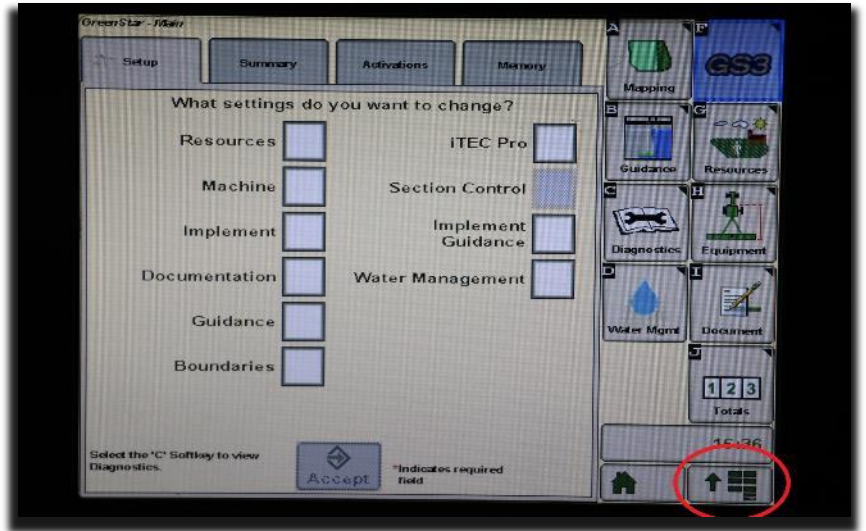 GreenStar - Main
Setup
Summary
Activations
Memory
What settings do you want to change?
Resources
iTEC Pro
Machine
Section Control
Implement
Implement
Guidance
Documentation
Water Management
Guidance
Boundaries
Select the 'C' Softkey to view
Diagnostics.
Accept
*Indicates required
field
A
Mapping
F
GS3
B
Guidance
G
Resources
C
Diagnostics
H
Equipment
D
Water Mgmt
I
Document
J
1 2 3
Totals
15:36